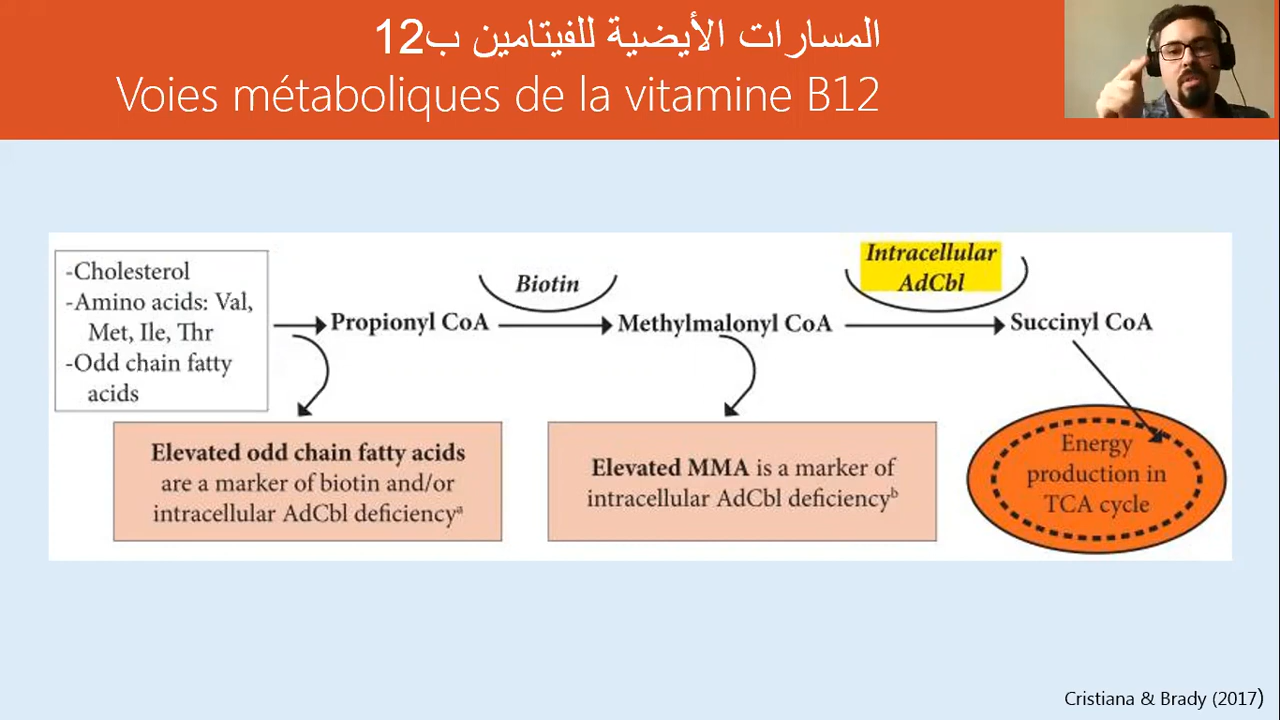 المسارات الأيضية للفيتامين ب12
Voies métaboliques de la vitamine B12
-Cholesterol
-Amino acids: Val,
Met, Ile, Thr
-Odd chain fatty
acids
Propionyl CoA
Biotin
Methylmalonyl CoA
Intracellular
AdCbl
Succinyl CoA
Elevated odd chain fatty acids
are a marker of biotin and/or
intracellular AdCbl deficiencyᵃ
Elevated MMA is a marker of
intracellular AdCbl deficiencyᵇ
Energy
production in
TCA cycle
Cristiana & Brady (2017)